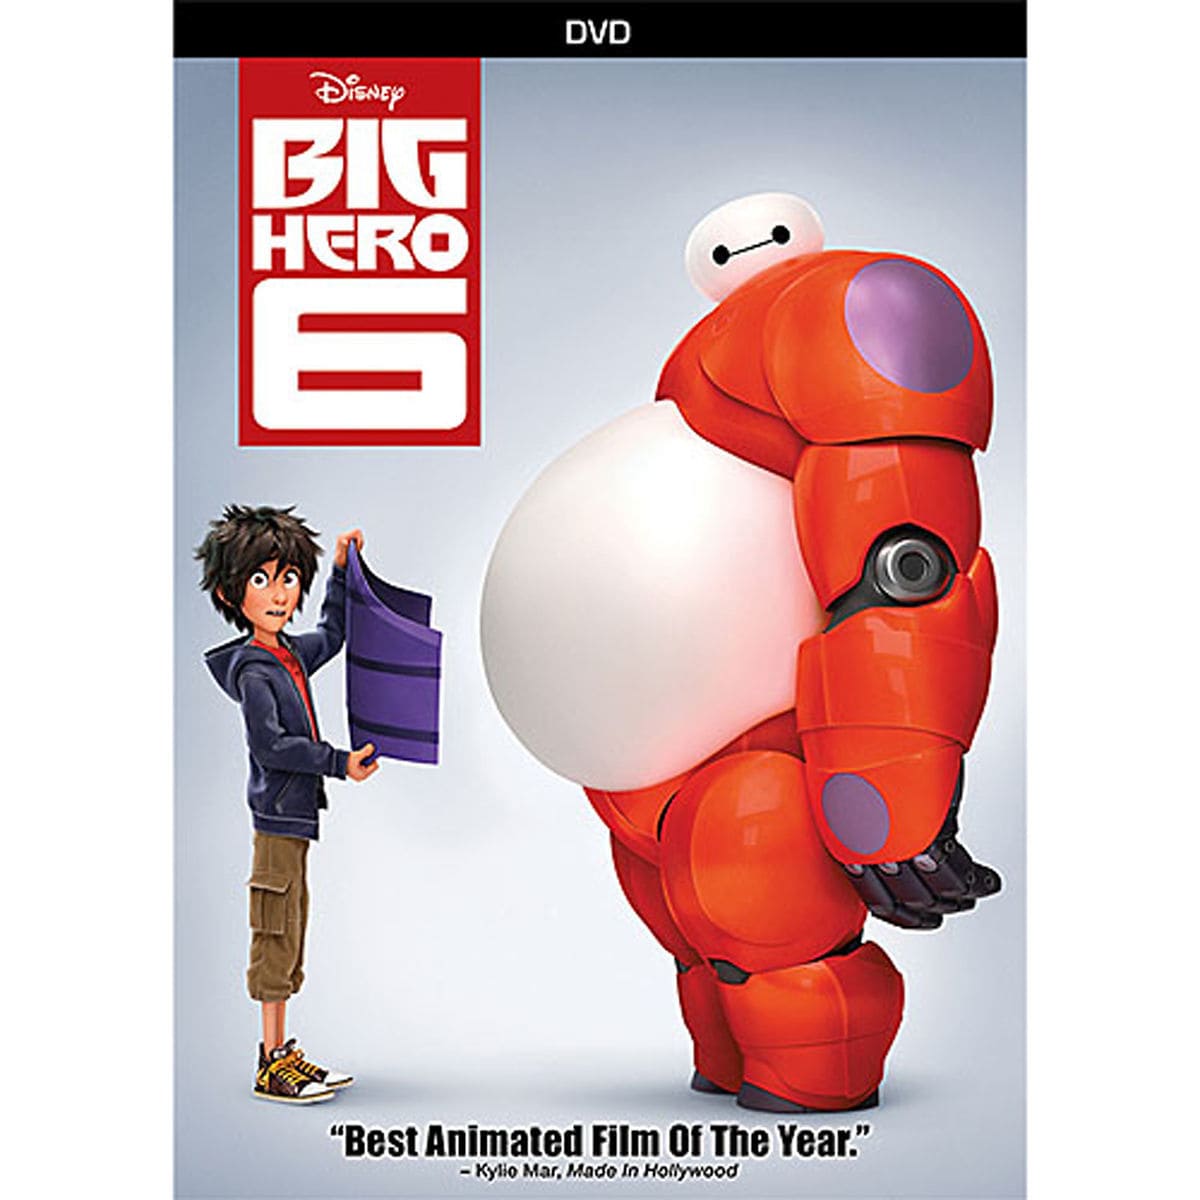 DVD
Disney
BIG
HERO
6
“Best Animated Film Of The Year.”
– Kylie Mar, Made In Hollywood